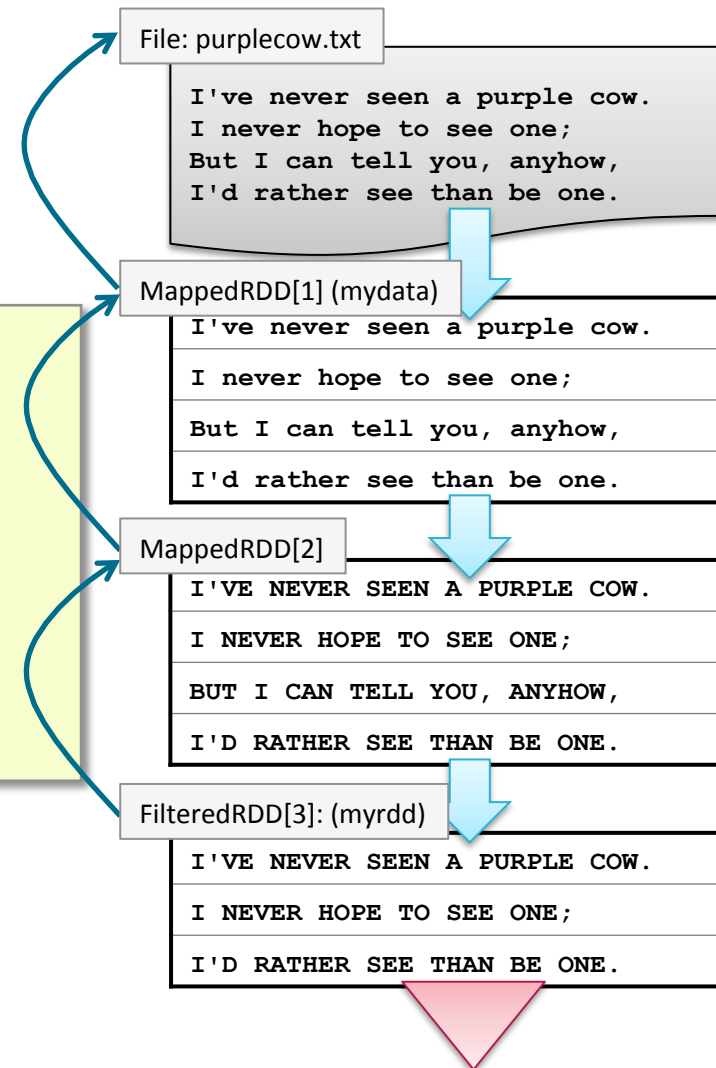 File: purplecow.txt
I've never seen a purple cow.
I never hope to see one;
But I can tell you, anyhow,
I'd rather see than be one.
MappedRDD[1] (mydata)
I've never seen a purple cow.
I never hope to see one;
But I can tell you, anyhow,
I'd rather see than be one.
MappedRDD[2]
I'VE NEVER SEEN A PURPLE COW.
I NEVER HOPE TO SEE ONE;
BUT I CAN TELL YOU, ANYHOW,
I'D RATHER SEE THAN BE ONE.
FilteredRDD[3]: (myrdd)
I'VE NEVER SEEN A PURPLE COW.
I NEVER HOPE TO SEE ONE;
I'D RATHER SEE THAN BE ONE.